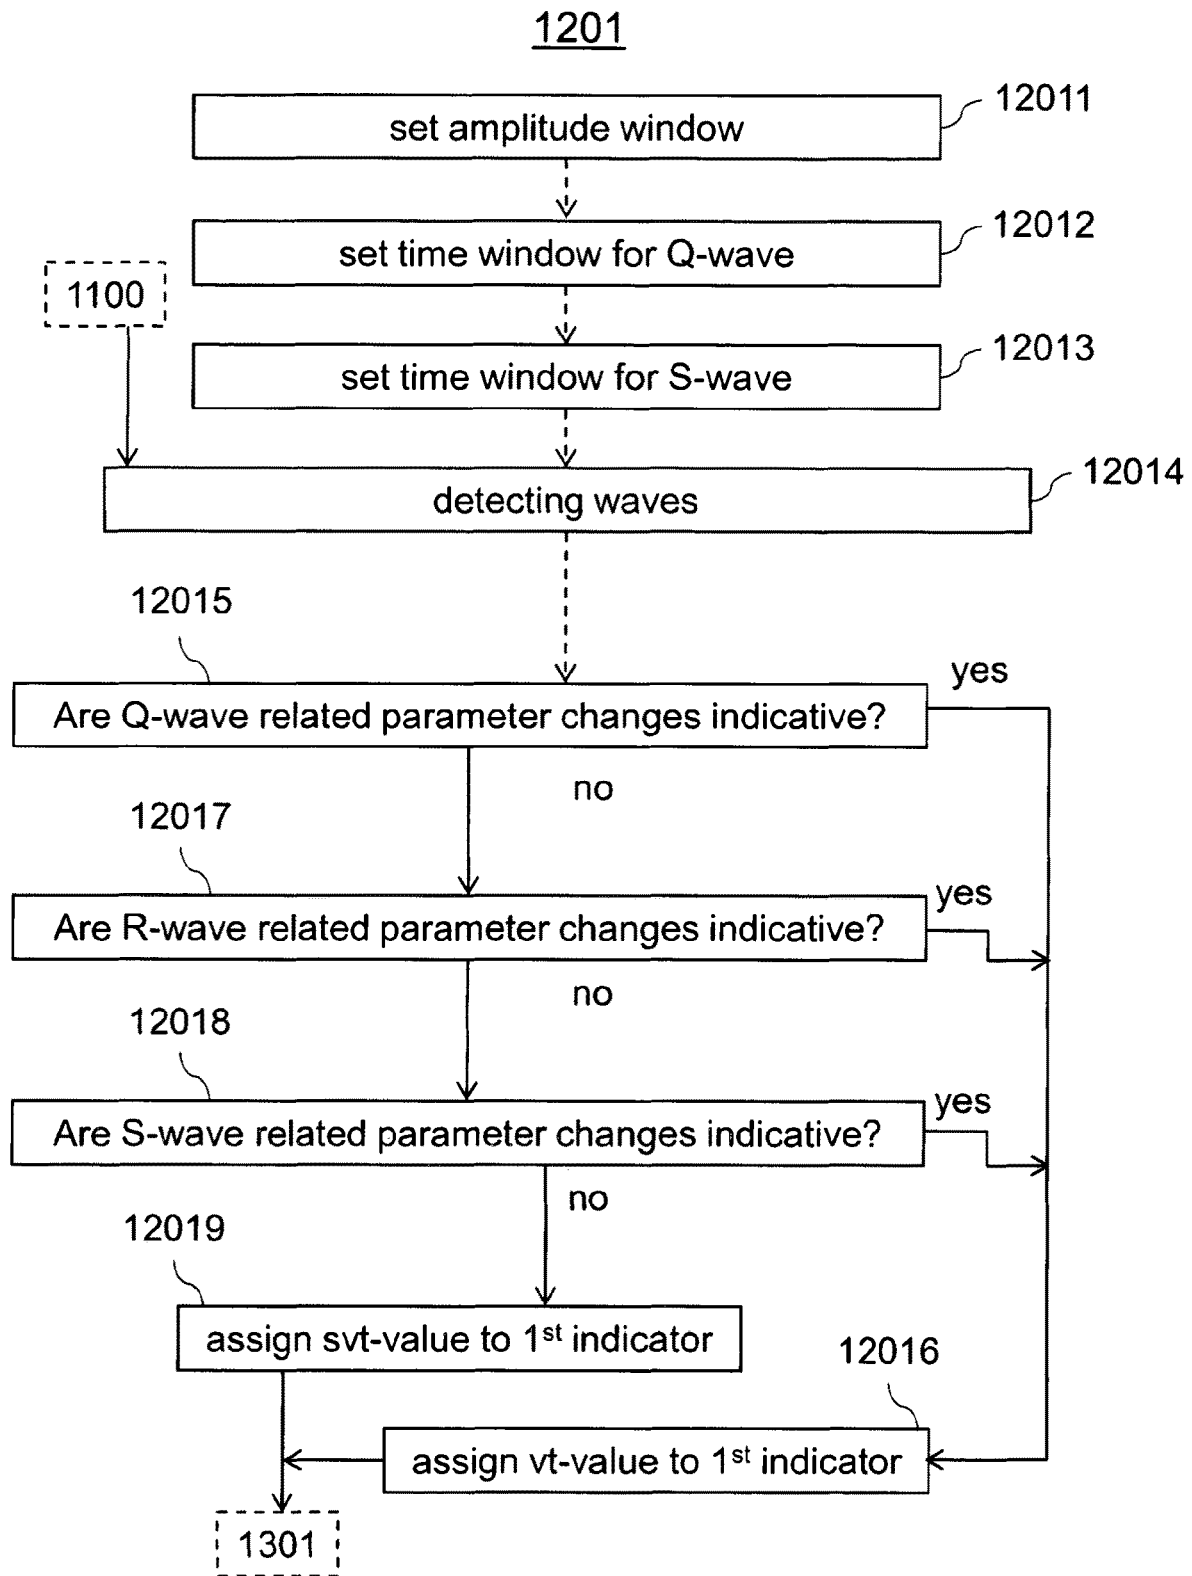 1201
set amplitude window
12011
set time window for Q-wave
12012
1100
set time window for S-wave
12013
detecting waves
12014
12015
Are Q-wave related parameter changes indicative?
yes
no
12017
Are R-wave related parameter changes indicative?
yes
no
12018
Are S-wave related parameter changes indicative?
yes
no
12019
assign svt-value to 1st indicator
12016
assign vt-value to 1st indicator
1301